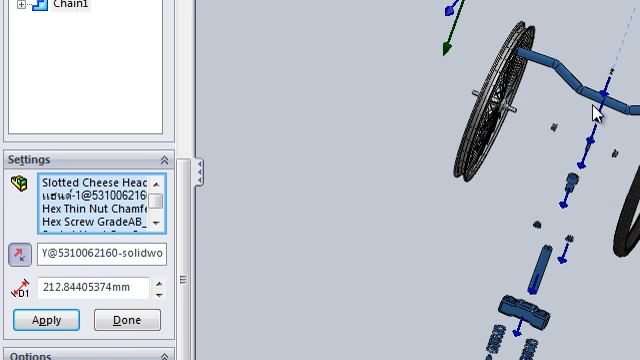 Chain1
Settings
Slotted Cheese Head
แฮนด์-1@531006216
Hex Thin Nut Chamfe
Hex Screw GradeAB_
Y@5310062160-solidwo
D1
212.84405374mm
Apply
Done
Options